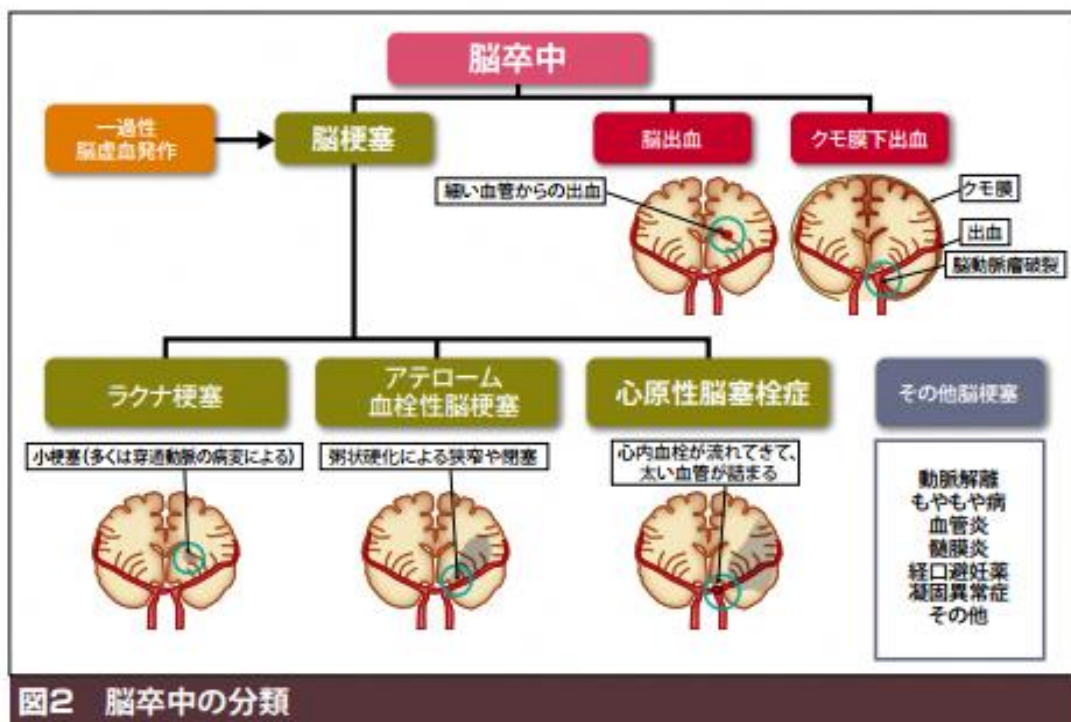 脳卒中
一過性
脳虚血発作
脳梗塞
脳出血
クモ膜下出血
細い血管からの出血
クモ膜
出血
脳動脈瘤破裂
ラクナ梗塞
アテローム
血栓性脳梗塞
心原性脳塞栓症
その他脳梗塞
小梗塞(多くは穿通動脈の病変による)
粥状硬化による狭窄や閉塞
心内血栓が流れてきて、
太い血管が詰まる
動脈解離
もやもや病
血管炎
髄膜炎
経口避妊薬
凝固異常症
その他
図2 脳卒中の分類